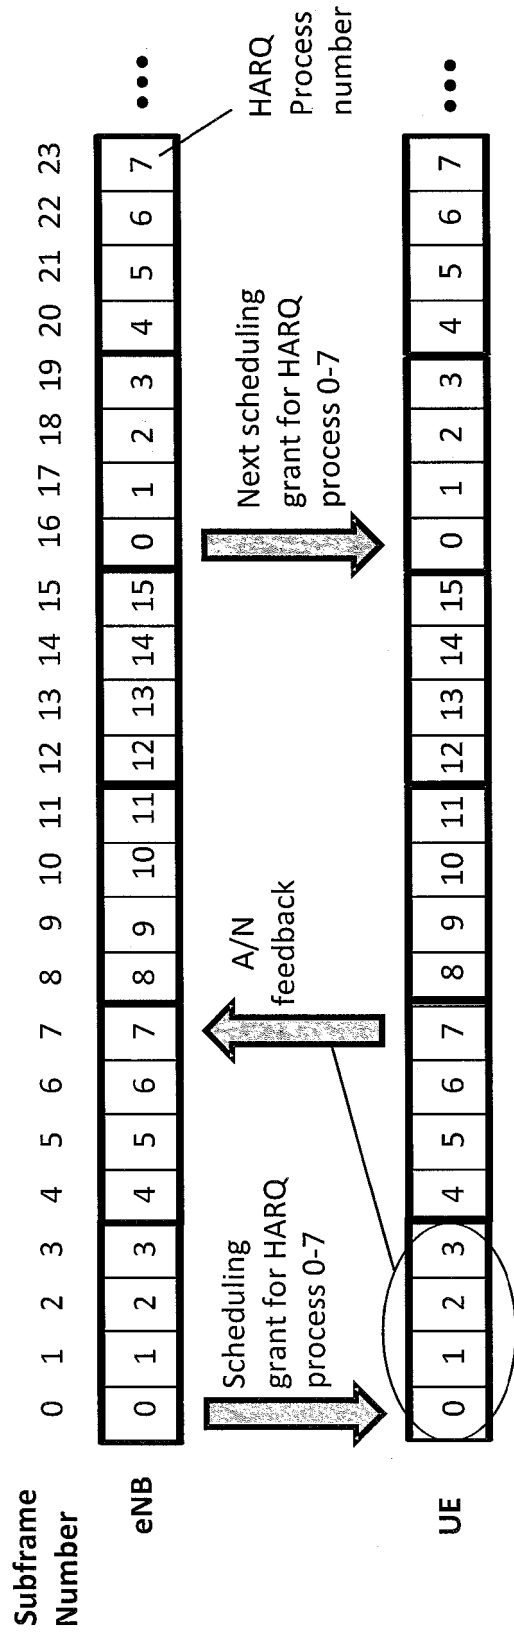 Subframe
Number
0 1 2 3 4 5 6 7 8 9 10 11 12 13 14 15 16 17 18 19 20 21 22 23
eNB
0 1 2 3 4 5 6 7 8 9 10 11 12 13 14 15 0 1 2 3 4 5 6 7 •••
HARQ
Process
number
Scheduling
grant for HARQ
process 0-7
A/N
feedback
Next scheduling
grant for HARQ
process 0-7
UE
0 1 2 3 4 5 6 7 8 9 10 11 12 13 14 15 0 1 2 3 4 5 6 7 •••